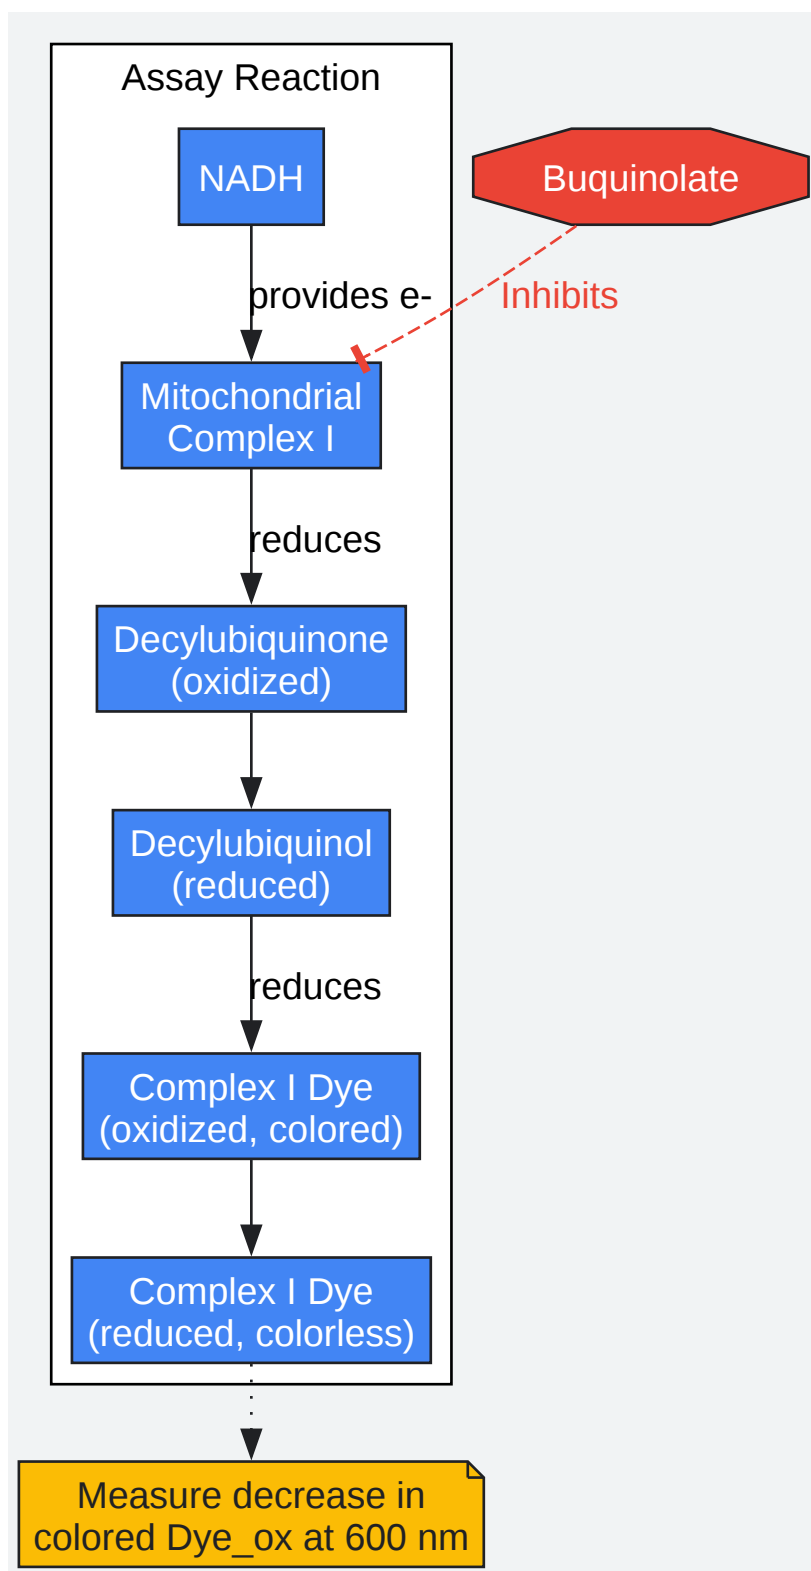 Assay Reaction
NADH
Buquinolate
provides e-
Inhibits
Mitochondrial
Complex I
reduces
Decylubiquinone
(oxidized)
Decylubiquinol
(reduced)
reduces
Complex I Dye
(oxidized, colored)
Complex I Dye
(reduced, colorless)
Measure decrease in
colored Dye_ox at 600 nm